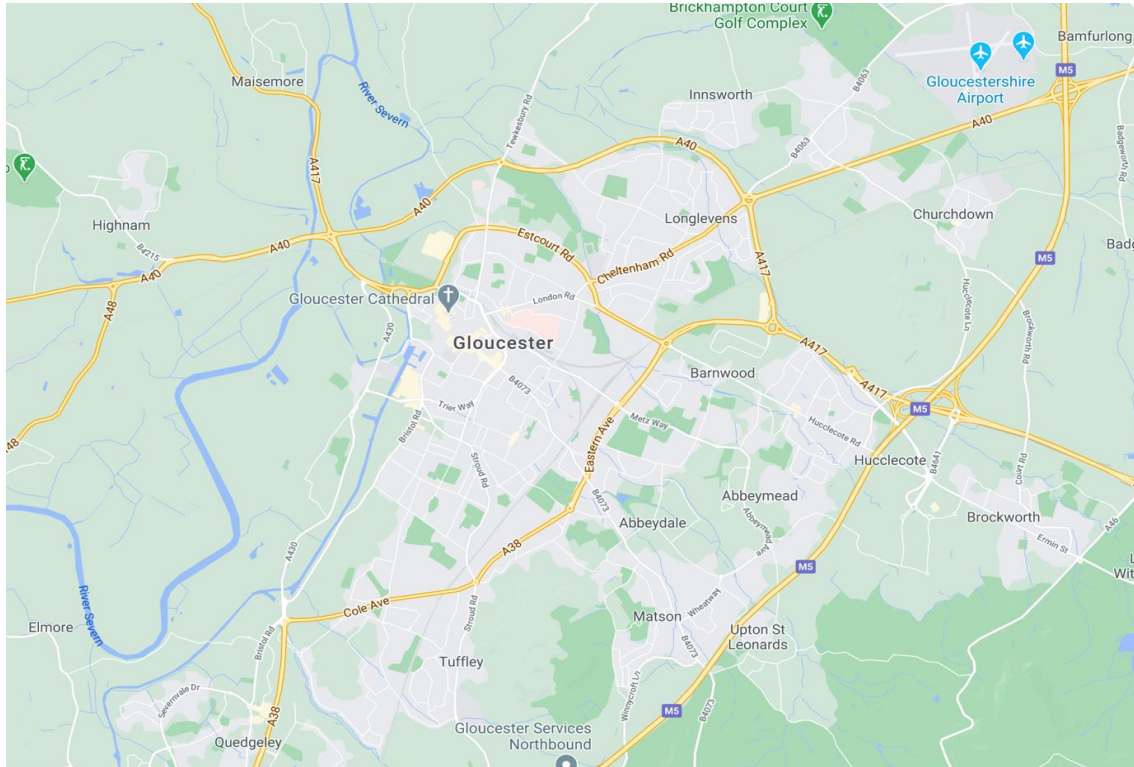 Brickhampton Court
Golf Complex
Bamfurlong
M5
Gloucestershire
Airport
B4063
Maisemore
River Severn
Innsworth
Tewkesbury Rd
A40
A40
Badgeworth Rd
B4063
A417
Highnam
A40
Longlevens
Churchdown
B4215
A40
Estcourt Rd
Cheltenham Rd
A417
M5
A40
A48
Gloucester Cathedral
London Rd
Hucclecote Ln
Brockworth Rd
A430
Gloucester
A417
Barnwood
B4073
A417
M5
Trier Way
Bristol Rd
Metz Way
Hucclecote Rd
Eastern Ave
A48
Stroud Rd
Hucclecote
B4641
Court Rd
Abbeymead
B4073
Abbeydale
Abbeymead Ave
Brockworth
A46
Ermin St
A38
A430
M5
River Severn
Cole Ave
Stroud Rd
Wheatway
Elmore
Matson
Upton St
Leonards
Bristol Rd
B4073
Tuffley
Winnycroft Ln
Severnvale Dr
M5
B4073
A38
Gloucester Services
Northbound
Quedgeley